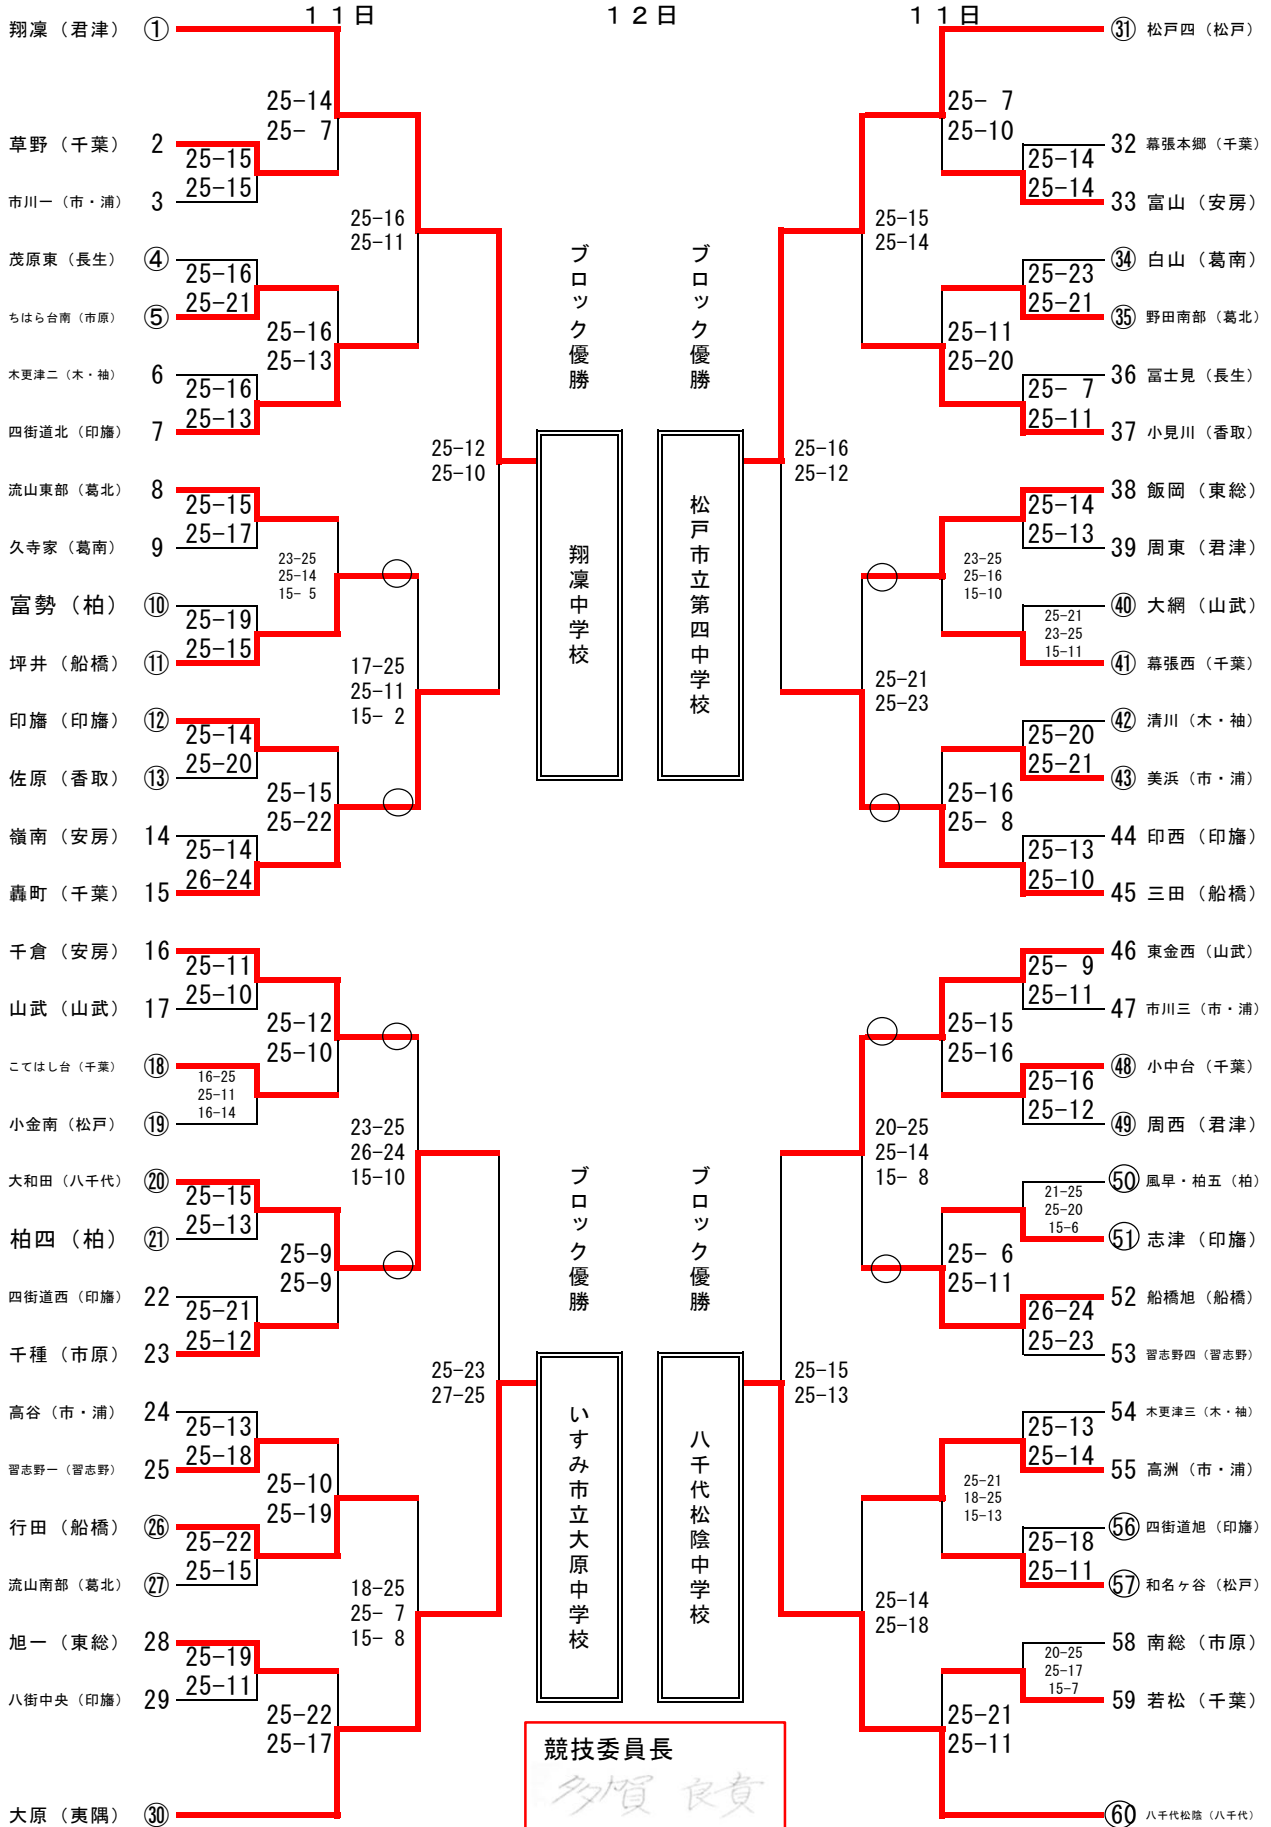 11日 12日 11日
翔凜（君津） ①
25-14
25- 7
草野（千葉） 2
25-15
25-15
市川一（市・浦） 3
25-16
25-11
茂原東（長生） ④
25-16
25-21
ちはら台南（市原） ⑤
25-16
25-13
木更津二（木・袖） 6
25-16
25-13
四街道北（印旛） 7
25-12
25-10
流山東部（葛北） 8
25-15
25-17
久寺家（葛南） 9
23-25
25-14
15- 5
富勢（柏） ⑩
25-19
25-15
坪井（船橋） ⑪
17-25
25-11
15- 2
印旛（印旛） ⑫
25-14
25-20
佐原（香取） ⑬
25-15
25-22
嶺南（安房） 14
25-14
26-24
轟町（千葉） 15
ブロック優勝
翔凜中学校
千倉（安房） 16
25-11
25-10
山武（山武） 17
25-12
25-10
こてはし台（千葉） ⑱
16-25
25-11
16-14
小金南（松戸） ⑲
23-25
26-24
15-10
大和田（八千代） ⑳
25-15
25-13
柏四（柏） ㉑
25-9
25-9
四街道西（印旛） 22
25-21
25-12
千種（市原） 23
25-23
27-25
高谷（市・浦） 24
25-13
25-18
習志野一（習志野） 25
25-10
25-19
行田（船橋） ㉖
25-22
25-15
流山南部（葛北） ㉗
18-25
25- 7
15- 8
旭一（東総） 28
25-19
25-11
八街中央（印旛） 29
25-22
25-17
大原（夷隅） ㉚
ブロック優勝
いすみ市立大原中学校
㉛ 松戸四（松戸）
25- 7
25-10
32 幕張本郷（千葉）
25-14
25-14
33 富山（安房）
25-15
25-14
㉞ 白山（葛南）
25-23
25-21
㉟ 野田南部（葛北）
25-11
25-20
36 冨士見（長生）
25- 7
25-11
37 小見川（香取）
25-16
25-12
38 飯岡（東総）
25-14
25-13
39 周東（君津）
23-25
25-16
15-10
㊵ 大網（山武）
25-21
23-25
15-11
㊶ 幕張西（千葉）
25-21
25-23
㊷ 清川（木・袖）
25-20
25-21
㊸ 美浜（市・浦）
25-16
25- 8
44 印西（印旛）
25-13
25-10
45 三田（船橋）
ブロック優勝
松戸市立第四中学校
46 東金西（山武）
25- 9
25-11
47 市川三（市・浦）
25-15
25-16
㊽ 小中台（千葉）
25-16
25-12
㊾ 周西（君津）
20-25
25-14
15- 8
㊿ 風早・柏五（柏）
21-25
25-20
15-6
51 志津（印旛）
25- 6
25-11
52 船橋旭（船橋）
26-24
25-23
53 習志野四（習志野）
25-15
25-13
54 木更津三（木・袖）
25-13
25-14
55 高洲（市・浦）
25-21
18-25
15-13
56 四街道旭（印旛）
25-18
25-11
57 和名ヶ谷（松戸）
25-14
25-18
58 南総（市原）
20-25
25-17
15-7
59 若松（千葉）
25-21
25-11
60 八千代松陰（八千代）
ブロック優勝
八千代松陰中学校
競技委員長
多賀 良貴